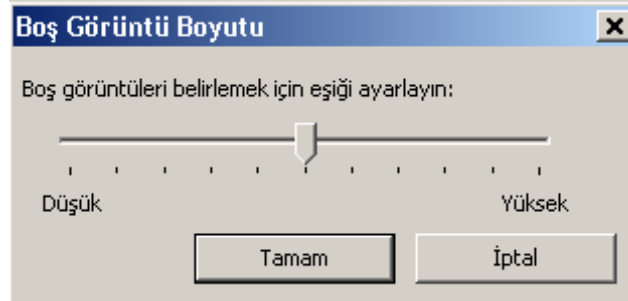 Boş Görüntü Boyutu
Boş görüntüleri belirlemek için eşiği ayarlayın:
Düşük Yüksek
Tamam İptal